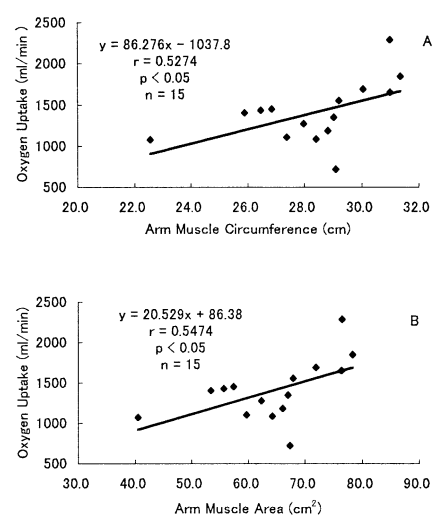 A
y = 86.276x − 1037.8
r = 0.5274
p < 0.05
n = 15
Oxygen Uptake (ml/min)
2500
2000
1500
1000
500
20.0 22.0 24.0 26.0 28.0 30.0 32.0
Arm Muscle Circumference (cm)
B
y = 20.529x + 86.38
r = 0.5474
p < 0.05
n = 15
Oxygen Uptake (ml/min)
2500
2000
1500
1000
500
30.0 40.0 50.0 60.0 70.0 80.0 90.0
Arm Muscle Area (cm²)